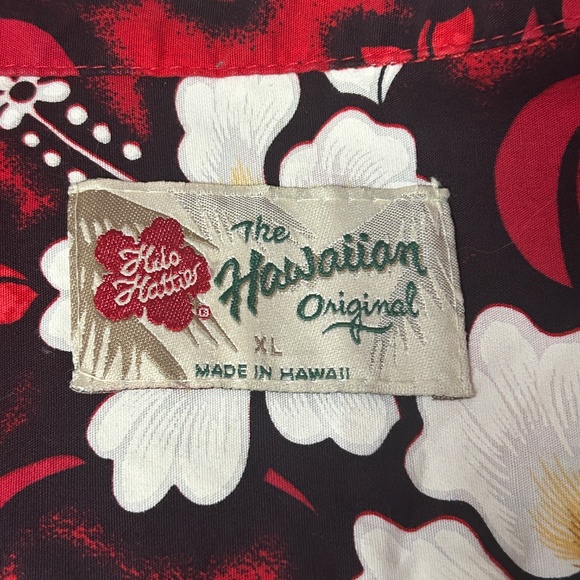 Hilo
Hattie
®
The
Hawaiian
Original
XL
MADE IN HAWAII